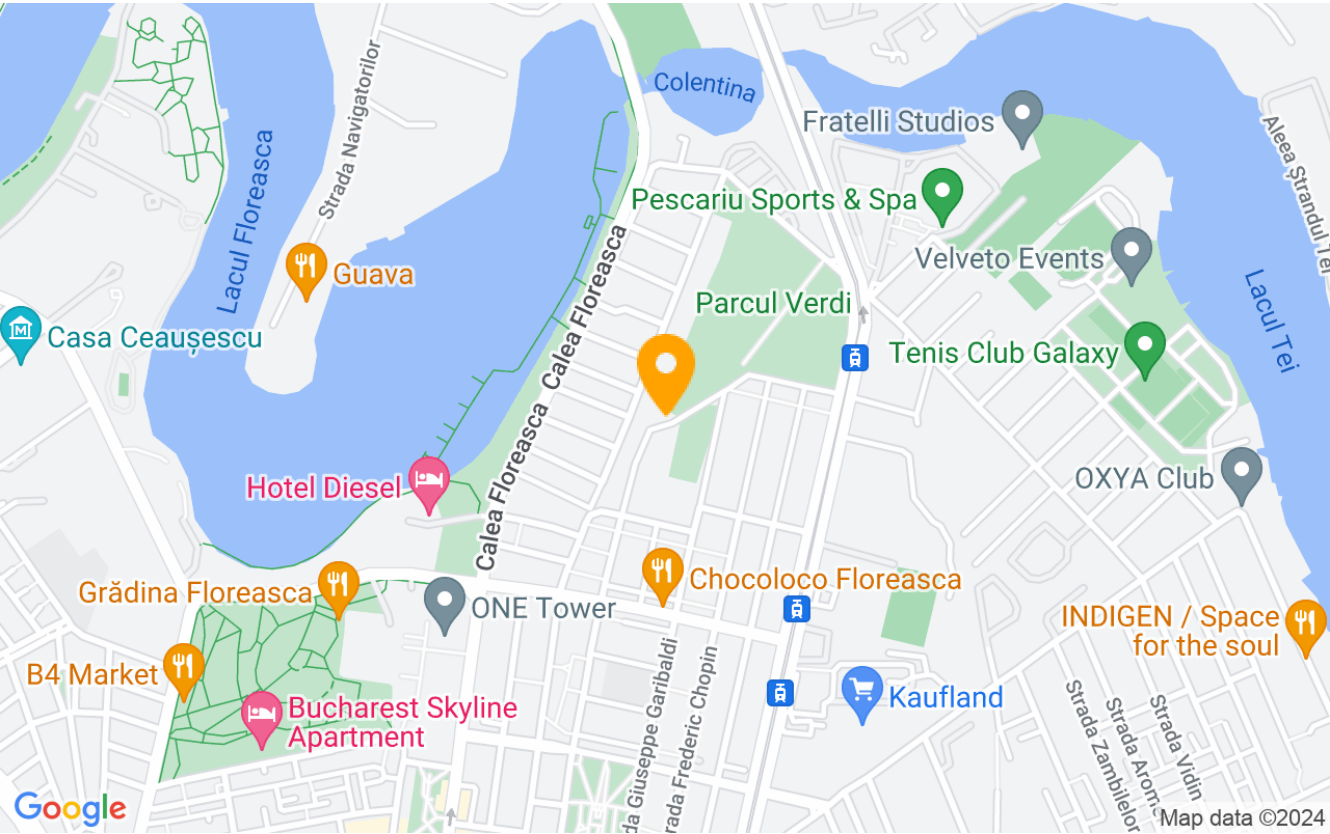 Colentina
Fratelli Studios
Strada Navigatorilor
Aleea Ștrandul Tei
Lacul Floreasca
Pescariu Sports & Spa
Calea Floreasca
Velveto Events
Guava
Parcul Verdi
Lacul Tei
Casa Ceaușescu
Tenis Club Galaxy
Calea Floreasca
Hotel Diesel
OXYA Club
Grădina Floreasca
Chocoloco Floreasca
ONE Tower
INDIGEN / Space
for the soul
B4 Market
Kaufland
Bucharest Skyline
Apartment
da Giuseppe Garibaldi
rada Frederic Chopin
Strada Zambilelor
Strada Arom
Strada Vidin
Google
Map data ©2024